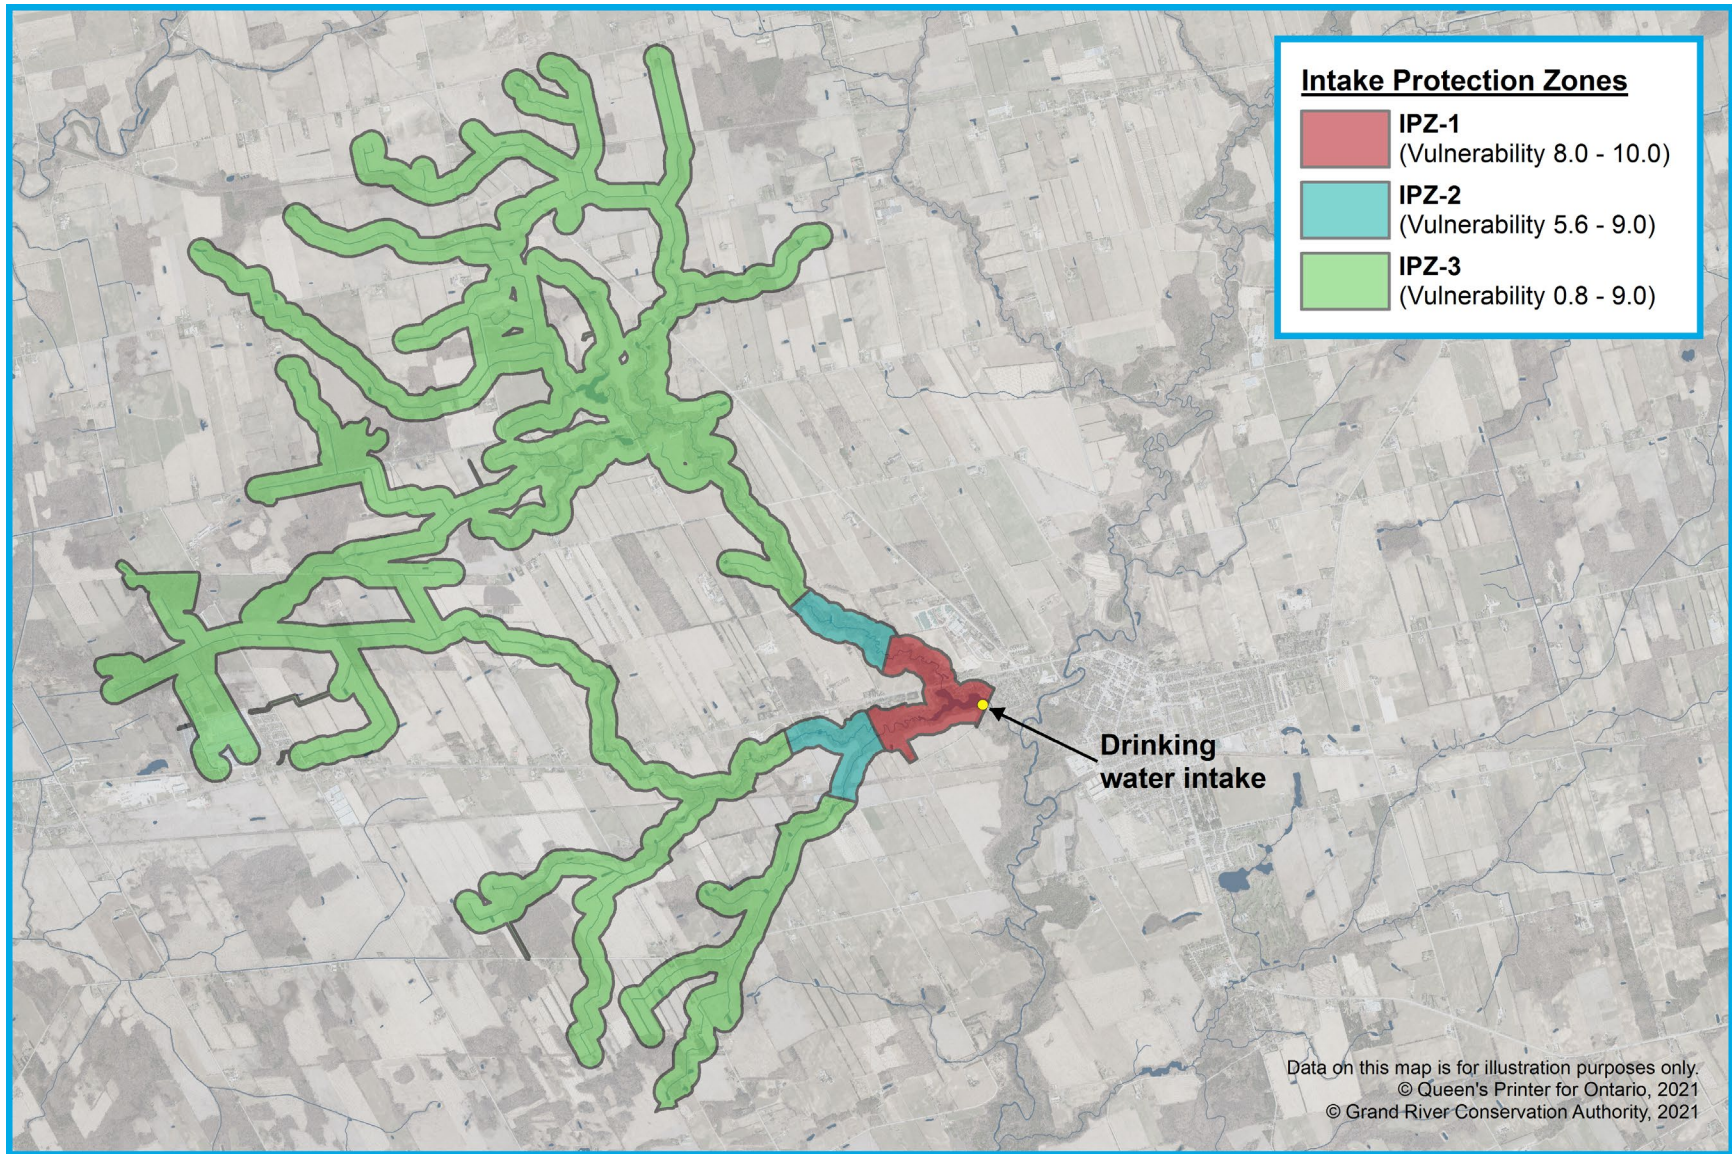 Intake Protection Zones
IPZ-1
(Vulnerability 8.0 - 10.0)
IPZ-2
(Vulnerability 5.6 - 9.0)
IPZ-3
(Vulnerability 0.8 - 9.0)
Drinking
water intake
Data on this map is for illustration purposes only.
© Queen's Printer for Ontario, 2021
© Grand River Conservation Authority, 2021